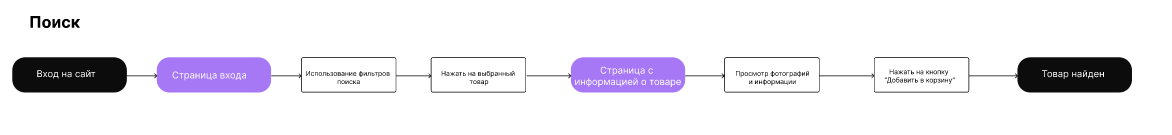 Поиск
Вход на сайт
Страница входа
Использование фильтров
поиска
Нажать на выбранный
товар
Страница с
информацией о товаре
Просмотр фотографий
и информации
Нажать на кнопку
"Добавить в корзину"
Товар найден